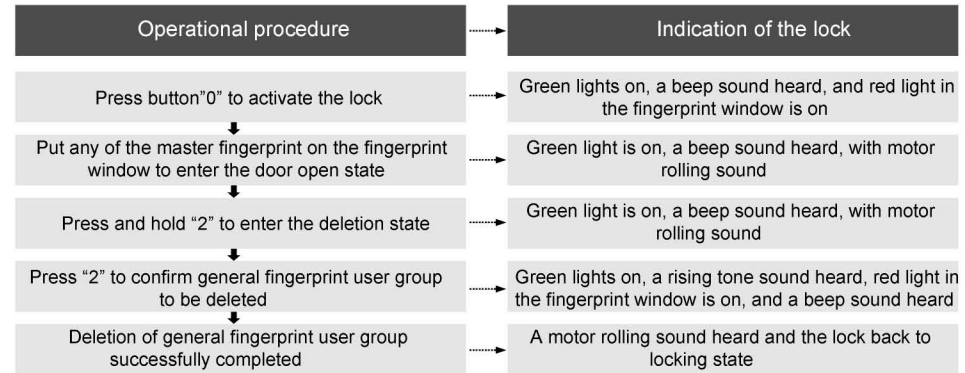 Operational procedure
Indication of the lock
Press button”0” to activate the lock
Green lights on, a beep sound heard, and red light in
the fingerprint window is on
Put any of the master fingerprint on the fingerprint
window to enter the door open state
Green light is on, a beep sound heard, with motor
rolling sound
Press and hold “2” to enter the deletion state
Green light is on, a beep sound heard, with motor
rolling sound
Press “2” to confirm general fingerprint user group
to be deleted
Green lights on, a rising tone sound heard, red light in
the fingerprint window is on, and a beep sound heard
Deletion of general fingerprint user group
successfully completed
A motor rolling sound heard and the lock back to
locking state